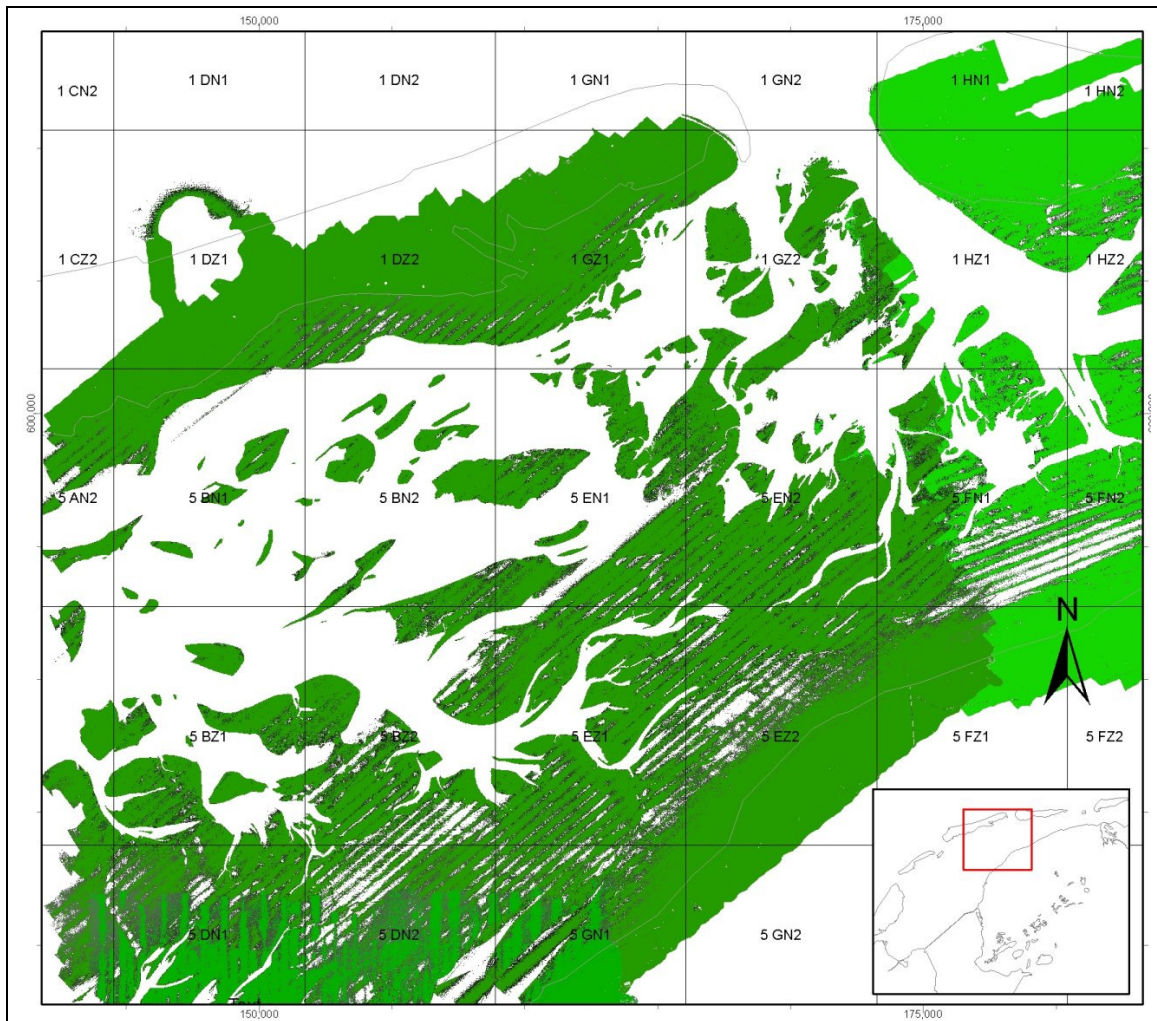 150,000 175,000
1 CN2 1 DN1 1 DN2 1 GN1 1 GN2 1 HN1 1 HN2
1 CZ2 1 DZ1 1 DZ2 1 GZ1 1 GZ2 1 HZ1 1 HZ2
600,000 600,000
5 AN2 5 BN1 5 BN2 5 EN1 5 EN2 5 FN1 5 FN2
N
5 BZ1 5 BZ2 5 EZ1 5 EZ2 5 FZ1 5 FZ2
5 DN1 5 DN2 5 GN1 5 GN2
150,000 175,000